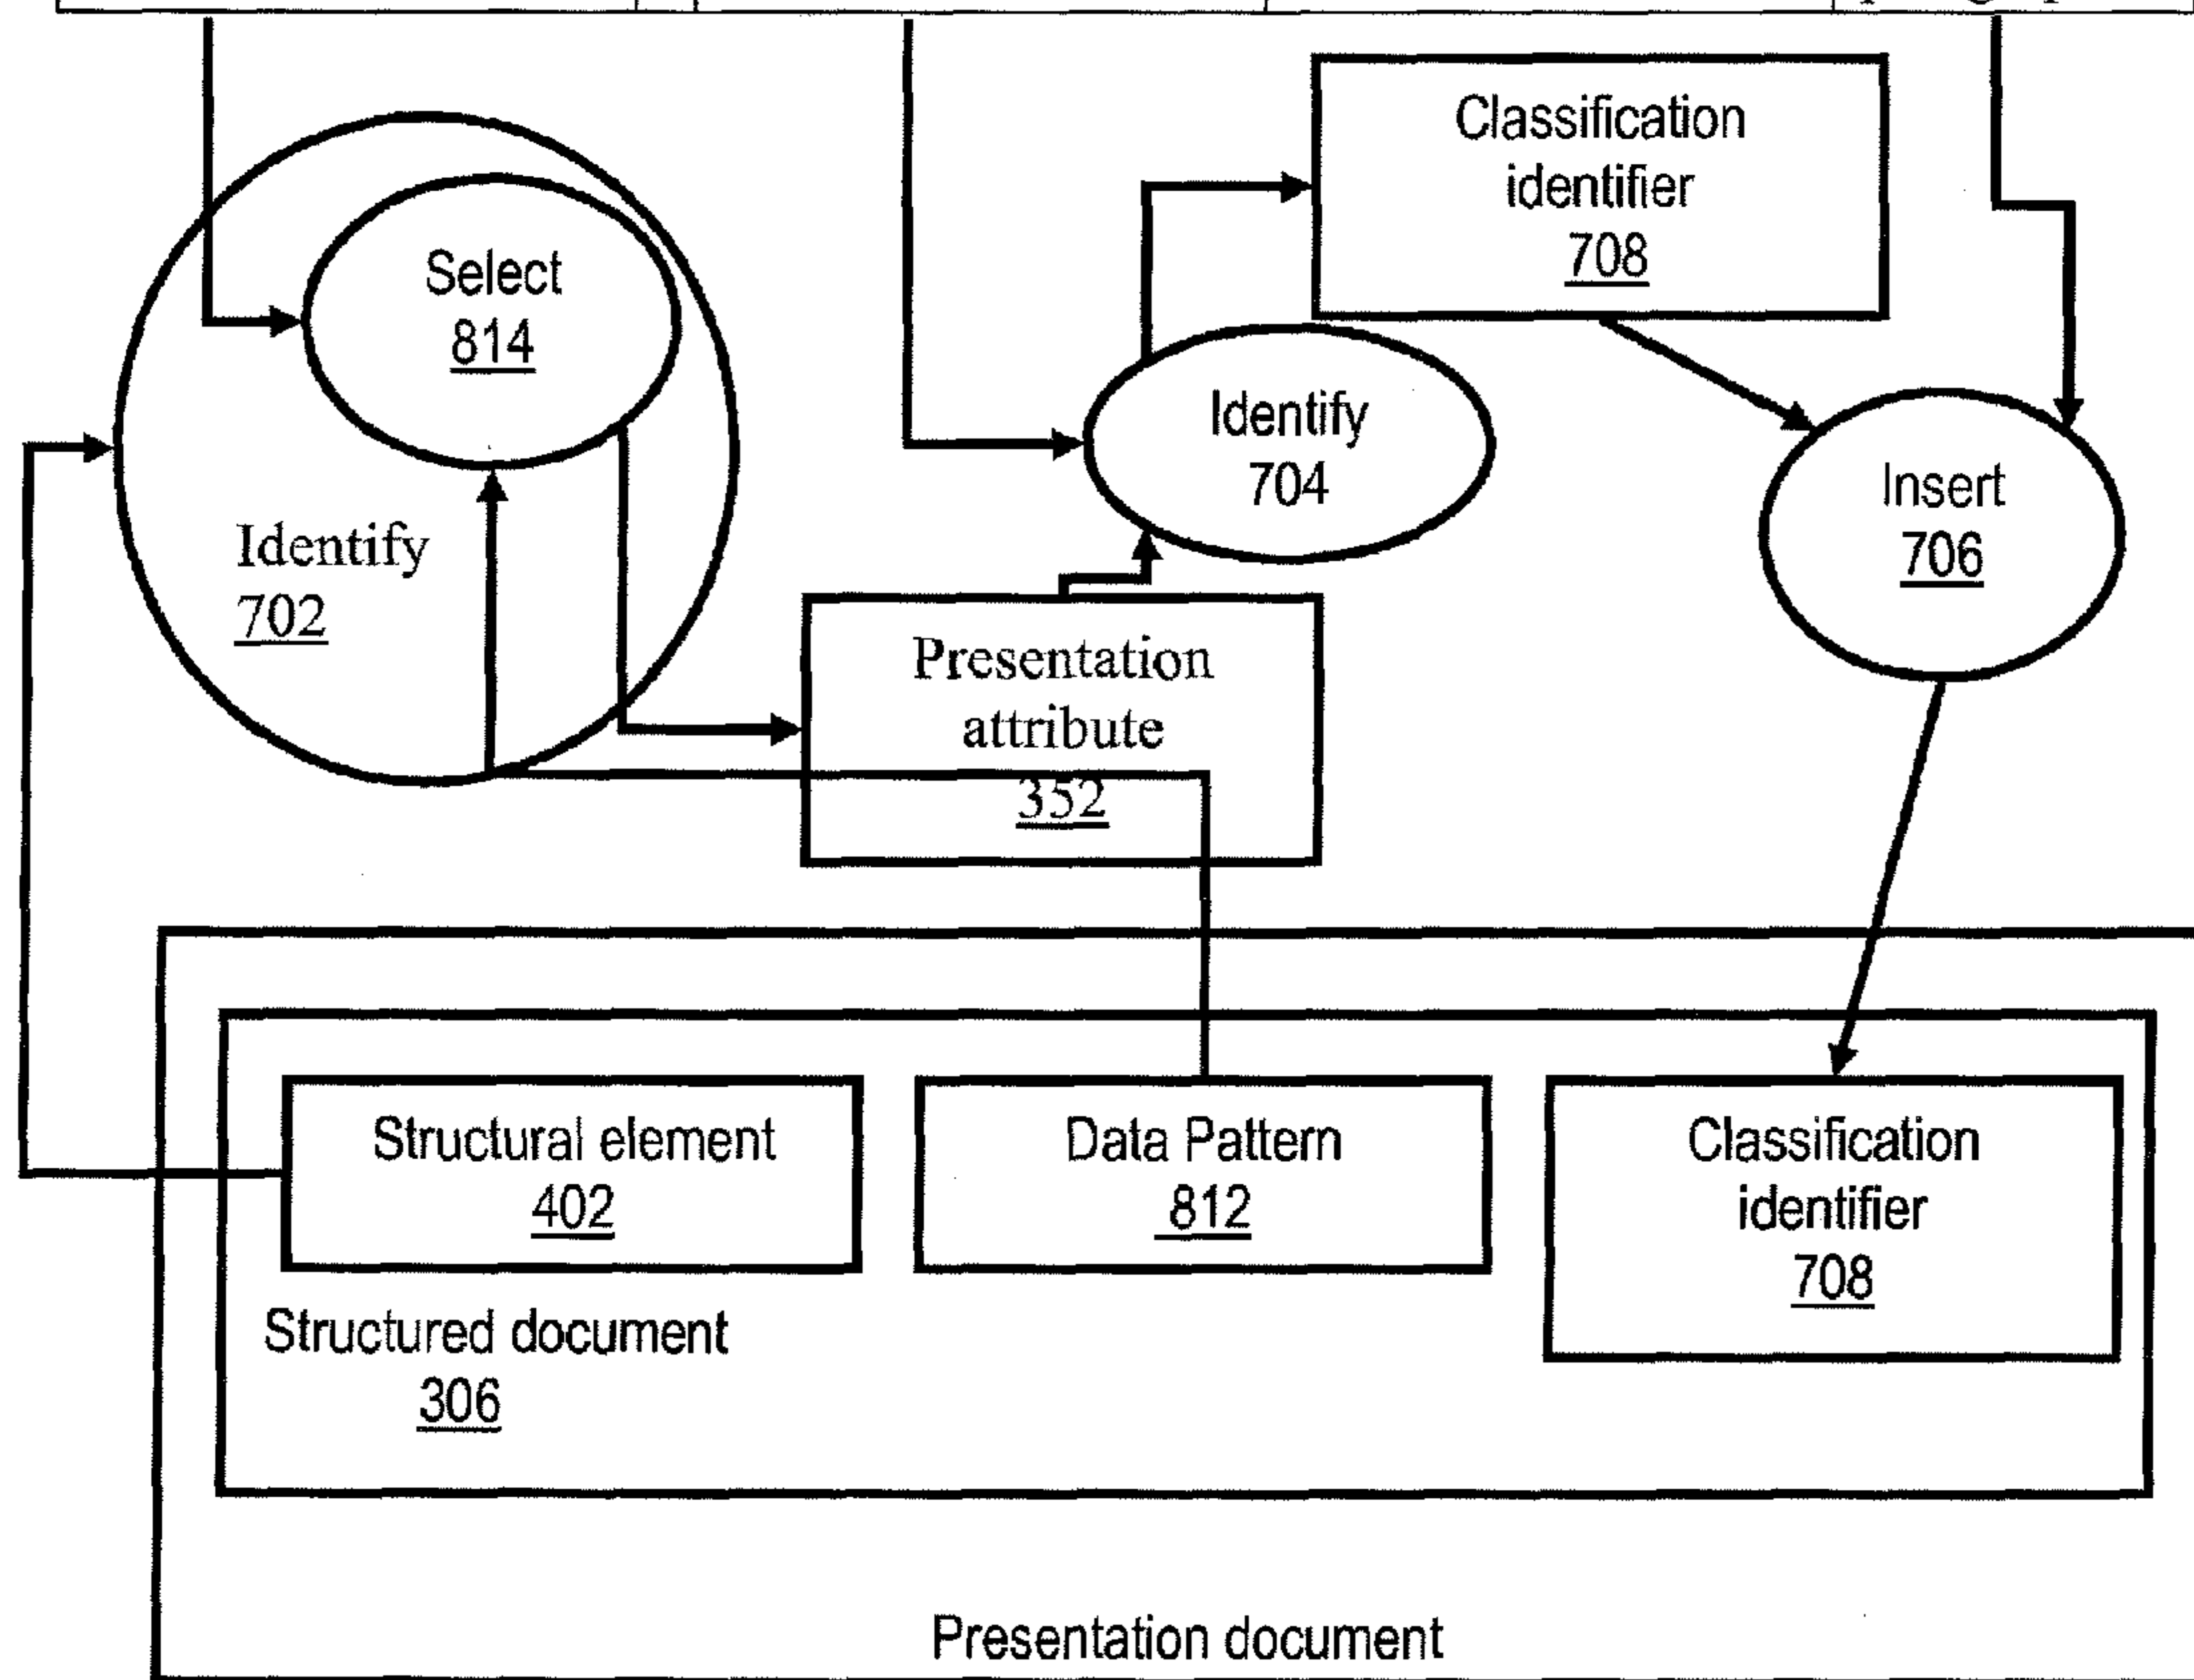 Classification
identifier
708
Select
814
Identify
704
Insert
706
Identify
702
Presentation
attribute
352
Structural element
402
Data Pattern
812
Classification
identifier
708
Structured document
306
Presentation document